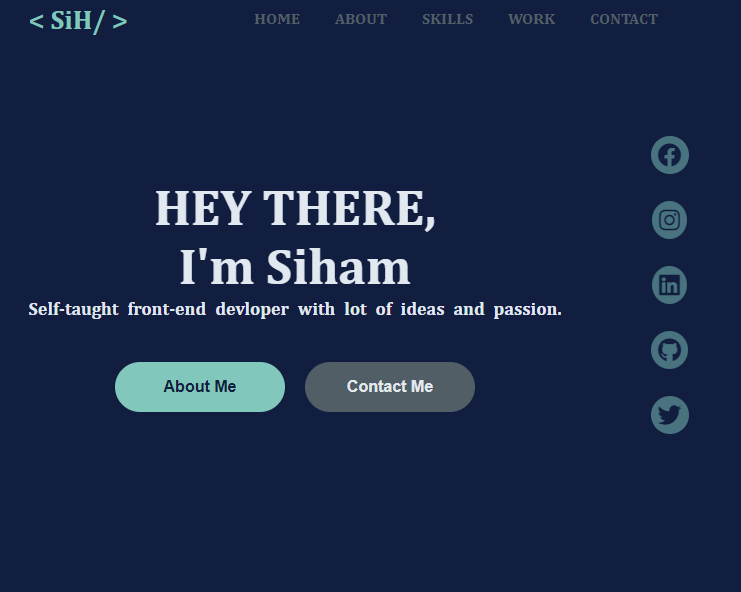 < SiH/ >
HOME ABOUT SKILLS WORK CONTACT
HEY THERE,
I'm Siham
Self-taught front-end devloper with lot of ideas and passion.
About Me Contact Me